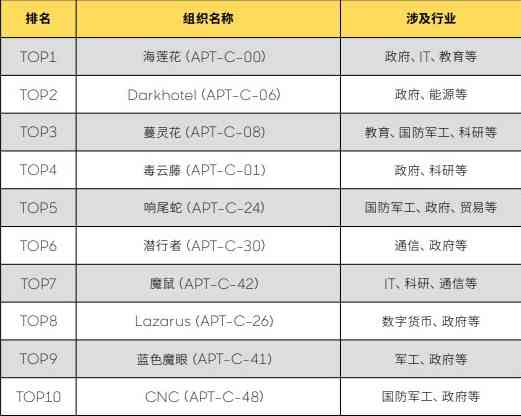 排名 组织名称 涉及行业
TOP1 海莲花 (APT-C-00) 政府、IT、教育等
TOP2 Darkhotel (APT-C-06) 政府、能源等
TOP3 蔓灵花 (APT-C-08) 教育、国防军工、科研等
TOP4 毒云藤 (APT-C-01) 政府、科研等
TOP5 响尾蛇 (APT-C-24) 国防军工、政府、贸易等
TOP6 潜行者 (APT-C-30) 通信、政府等
TOP7 魔鼠 (APT-C-42) IT、科研、通信等
TOP8 Lazarus (APT-C-26) 数字货币、政府等
TOP9 蓝色魔眼 (APT-C-41) 军工、政府等
TOP10 CNC (APT-C-48) 国防军工、政府等